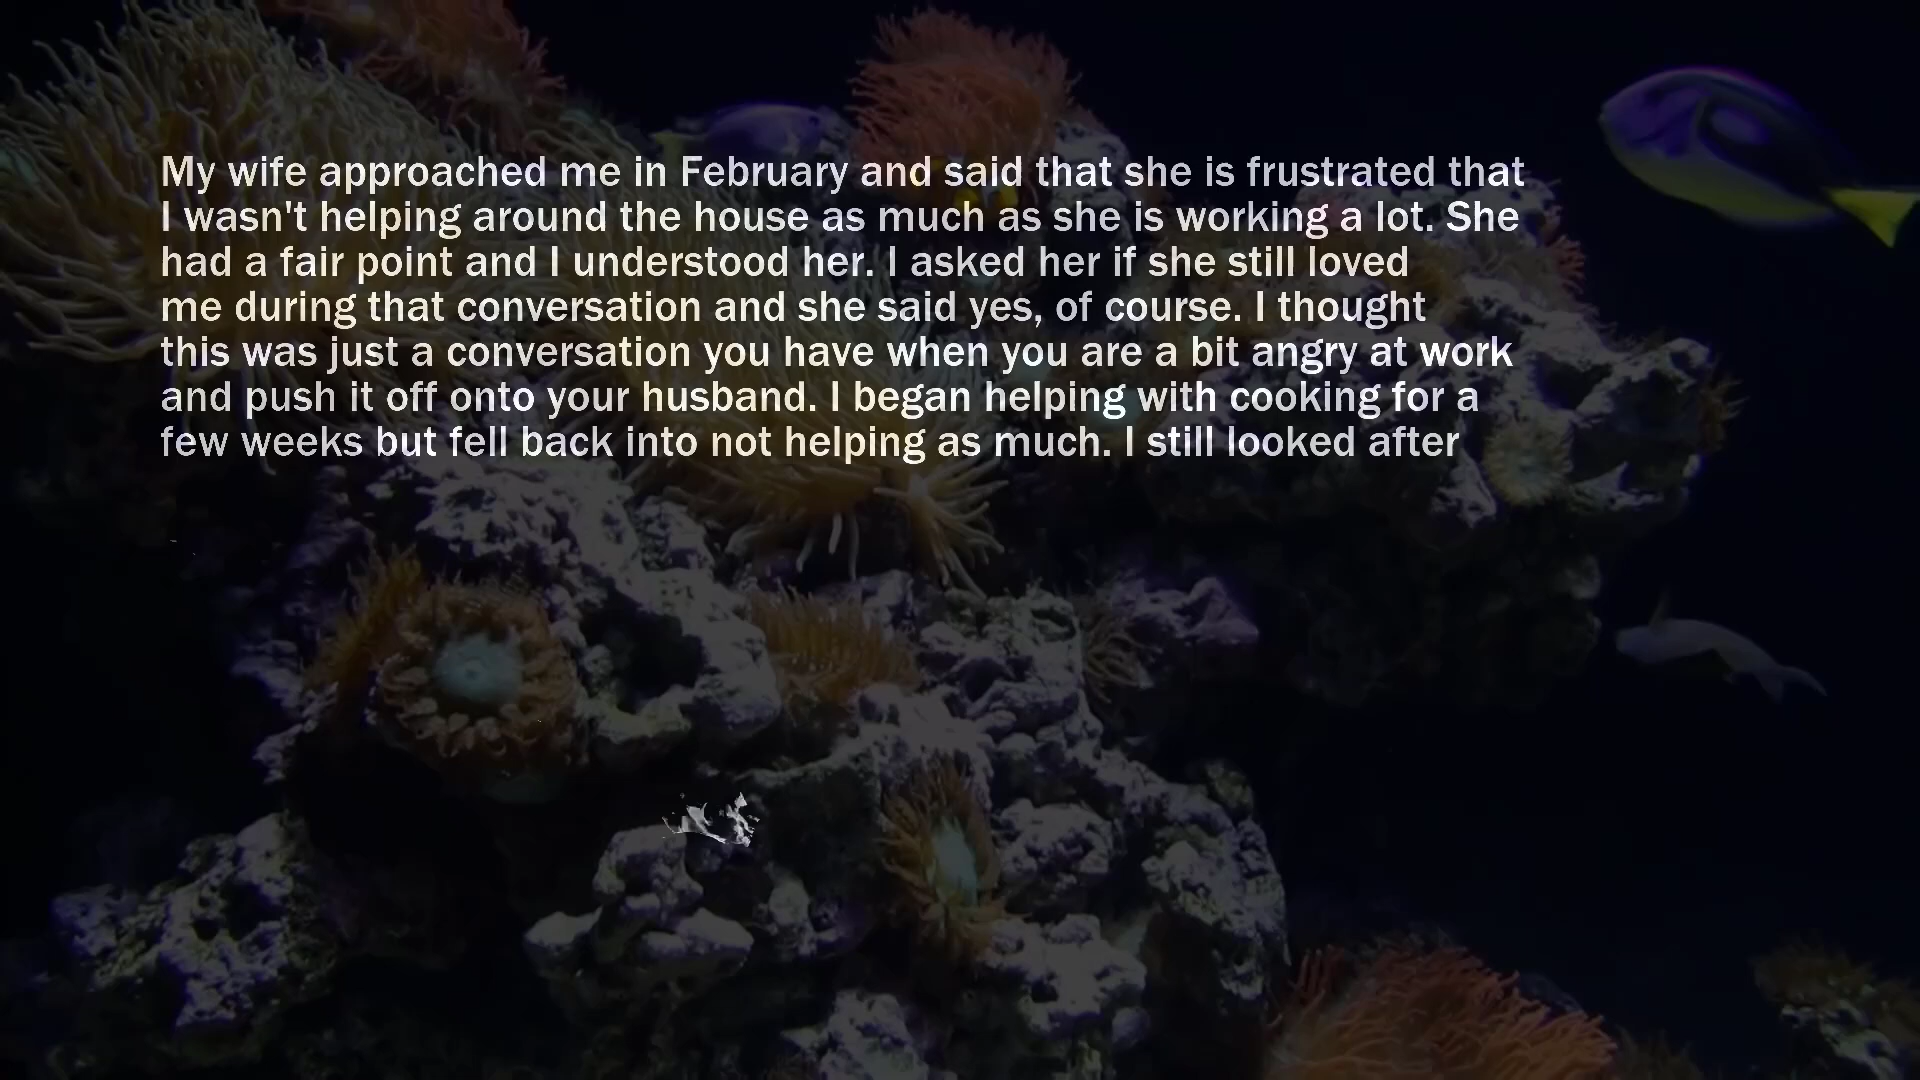 My wife approached me in February and said that she is frustrated that
I wasn't helping around the house as much as she is working a lot. She
had a fair point and I understood her. I asked her if she still loved
me during that conversation and she said yes, of course. I thought
this was just a conversation you have when you are a bit angry at work
and push it off onto your husband. I began helping with cooking for a
few weeks but fell back into not helping as much. I still looked after